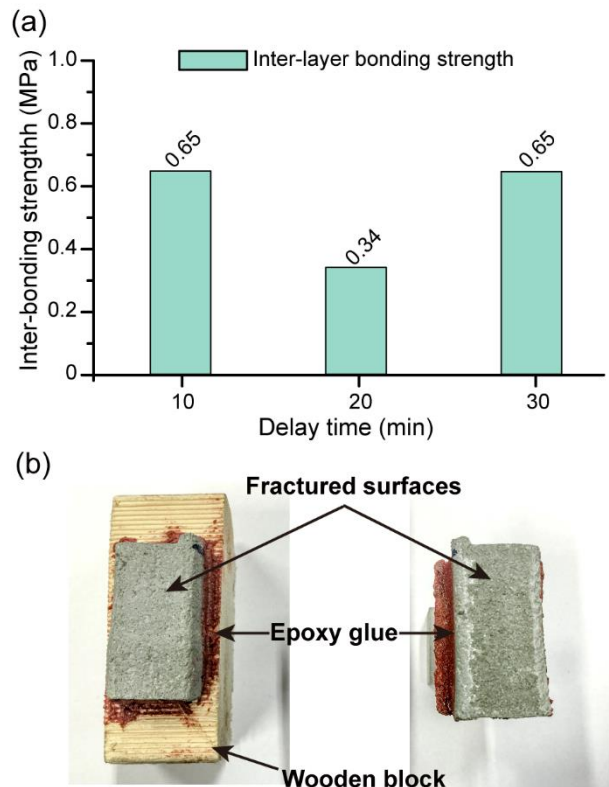 (a)
Inter-layer bonding strength
Inter-bonding strengthh (MPa)
1.0
0.8
0.6
0.4
0.2
0
0.65
0.34
0.65
10
20
30
Delay time (min)
(b)
Fractured surfaces
Epoxy glue
Wooden block